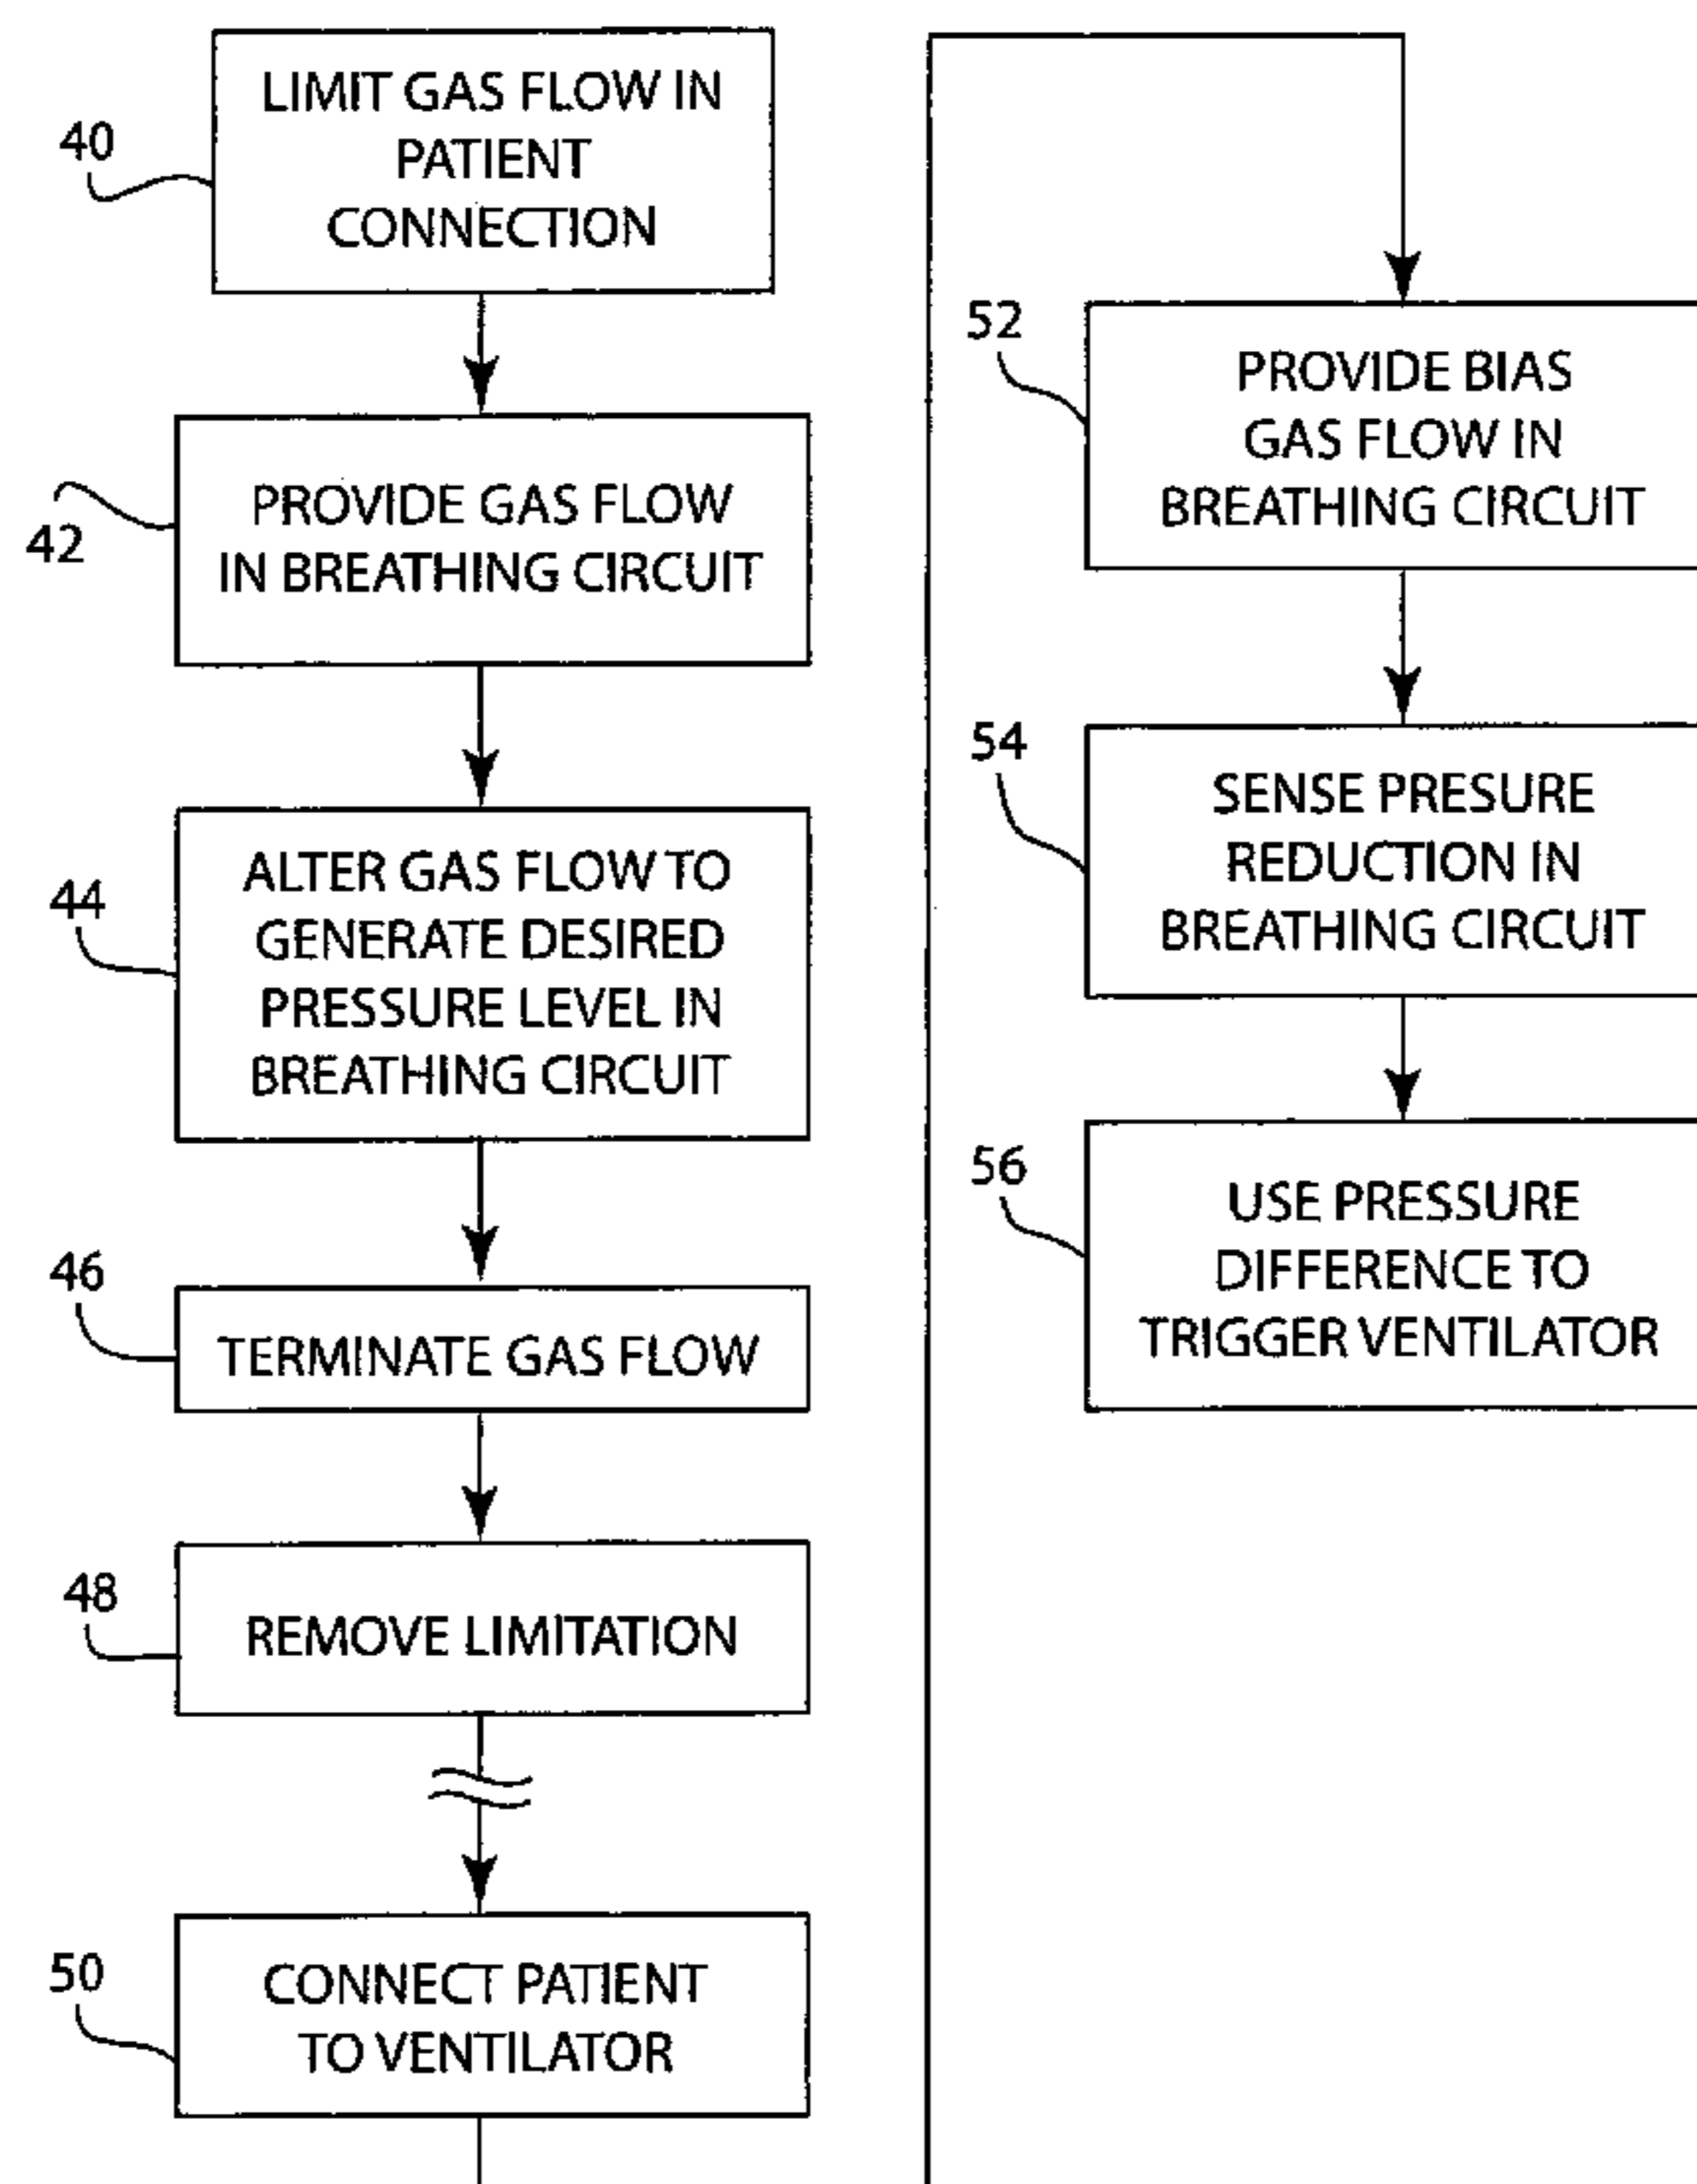 40
LIMIT GAS FLOW IN
PATIENT
CONNECTION
42
PROVIDE GAS FLOW
IN BREATHING CIRCUIT
44
ALTER GAS FLOW TO
GENERATE DESIRED
PRESSURE LEVEL IN
BREATHING CIRCUIT
46
TERMINATE GAS FLOW
48
REMOVE LIMITATION
50
CONNECT PATIENT
TO VENTILATOR
52
PROVIDE BIAS
GAS FLOW IN
BREATHING CIRCUIT
54
SENSE PRESURE
REDUCTION IN
BREATHING CIRCUIT
56
USE PRESSURE
DIFFERENCE TO
TRIGGER VENTILATOR